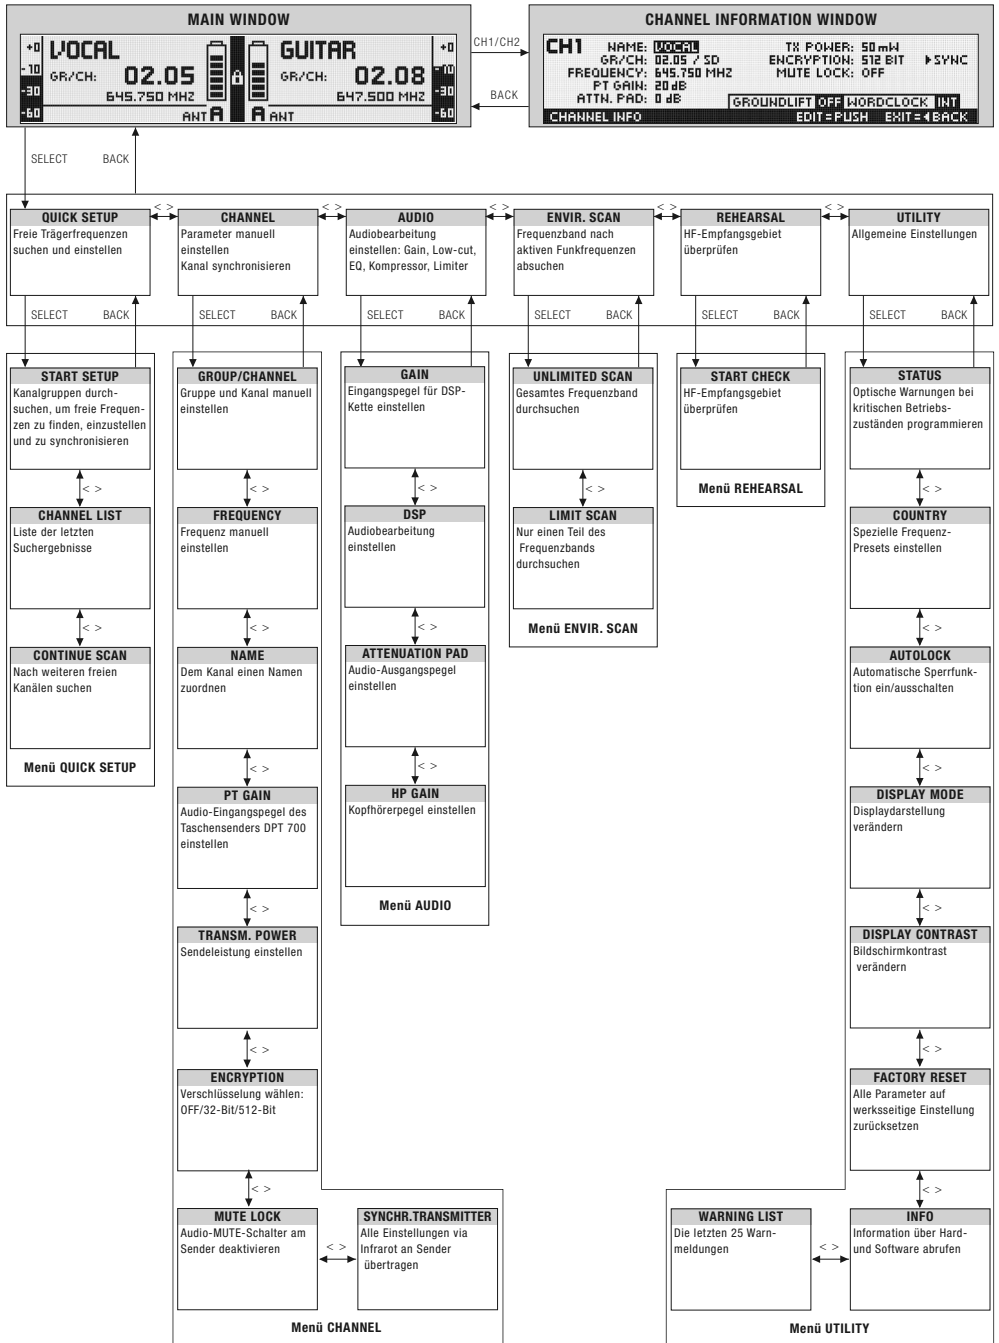 MAIN WINDOW
+0
-10
-30
-60
VOCAL
GR/CH: 02.05
645.750 MHZ
ANT A
GUITAR
GR/CH: 02.08
647.500 MHZ
A ANT
+0
-30
-60
CH1/CH2
BACK
CHANNEL INFORMATION WINDOW
CH1
NAME: VOCAL
GR/CH: 02.05 / SD
FREQUENCY: 645.750 MHZ
PT GAIN: 20 dB
ATTN. PAD: 0 dB
TX POWER: 50 mW
ENCRYPTION: 512 BIT ▶SYNC
MUTE LOCK: OFF
GROUNDLIFT OFF WORDCLOCK INT
CHANNEL INFO EDIT=PUSH EXIT=◀BACK
SELECT BACK
QUICK SETUP
Freie Trägerfrequenzen
suchen und einstellen
< >
CHANNEL
Parameter manuell
einstellen
Kanal synchronisieren
< >
AUDIO
Audiobearbeitung
einstellen: Gain, Low-cut,
EQ, Kompressor, Limiter
< >
ENVIR. SCAN
Frequenzband nach
aktiven Funkfrequenzen
absuchen
< >
REHEARSAL
HF-Empfangsgebiet
überprüfen
< >
UTILITY
Allgemeine Einstellungen
SELECT BACK
SELECT BACK
SELECT BACK
SELECT BACK
SELECT BACK
SELECT BACK
START SETUP
Kanalgruppen durch-
suchen, um freie Frequen-
zen zu finden, einzustellen
und zu synchronisieren
< >
CHANNEL LIST
Liste der letzten
Suchergebnisse
< >
CONTINUE SCAN
Nach weiteren freien
Kanälen suchen
Menü QUICK SETUP
GROUP/CHANNEL
Gruppe und Kanal manuell
einstellen
< >
FREQUENCY
Frequenz manuell
einstellen
< >
NAME
Dem Kanal einen Namen
zuordnen
< >
PT GAIN
Audio-Eingangspegel des
Taschensenders DPT 700
einstellen
< >
TRANSM. POWER
Sendeleistung einstellen
< >
ENCRYPTION
Verschlüsselung wählen:
OFF/32-Bit/512-Bit
< >
MUTE LOCK
Audio-MUTE-Schalter am
Sender deaktivieren
< >
SYNCHR.TRANSMITTER
Alle Einstellungen via
Infrarot an Sender
übertragen
Menü CHANNEL
GAIN
Eingangspegel für DSP-
Kette einstellen
< >
DSP
Audiobearbeitung
einstellen
< >
ATTENUATION PAD
Audio-Ausgangspegel
einstellen
< >
HP GAIN
Kopfhörerpegel einstellen
Menü AUDIO
UNLIMITED SCAN
Gesamtes Frequenzband
durchsuchen
< >
LIMIT SCAN
Nur einen Teil des
Frequenzbands
durchsuchen
Menü ENVIR. SCAN
START CHECK
HF-Empfangsgebiet
überprüfen
Menü REHEARSAL
STATUS
Optische Warnungen bei
kritischen Betriebs-
zuständen programmieren
< >
COUNTRY
Spezielle Frequenz-
Presets einstellen
< >
AUTOLOCK
Automatische Sperrfunk-
tion ein/ausschalten
< >
DISPLAY MODE
Displaydarstellung
verändern
< >
DISPLAY CONTRAST
Bildschirmkontrast
verändern
< >
FACTORY RESET
Alle Parameter auf
werksseitige Einstellung
zurücksetzen
< >
INFO
Information über Hard-
und Software abrufen
< >
WARNING LIST
Die letzten 25 Warn-
meldungen
Menü UTILITY